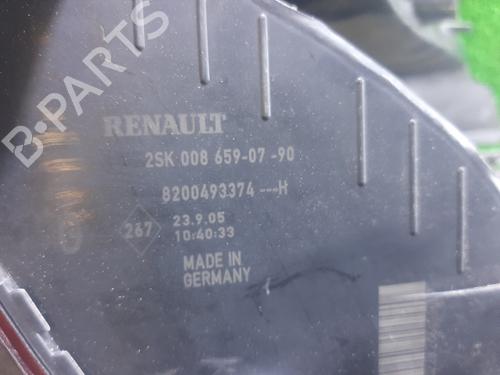 B-PARTS
RENAULT
2SK 008 659-07-90
8200493374---H
267
23.9.05
10:40:33
MADE IN
GERMANY